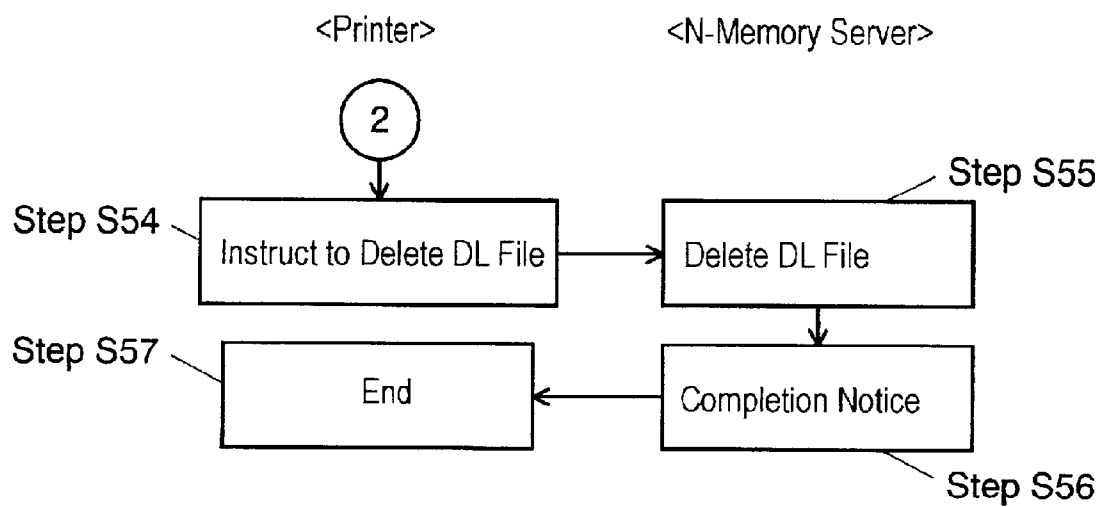 <Printer>
<N-Memory Server>
2
Step S55
Step S54
Instruct to Delete DL File
Delete DL File
Step S57
End
Completion Notice
Step S56